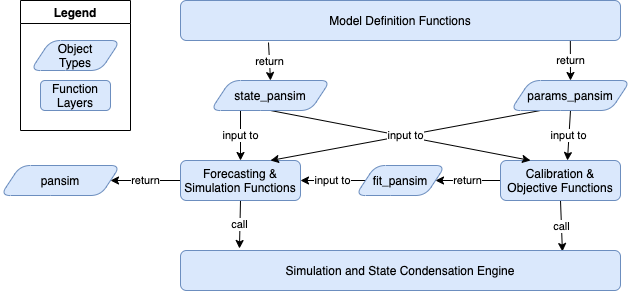 Legend
Object
Types
Function
Layers
Model Definition Functions
return
return
state_pansim
params_pansim
input to
input to
input to
pansim
return
Forecasting &
Simulation Functions
input to
fit_pansim
return
Calibration &
Objective Functions
call
call
Simulation and State Condensation Engine